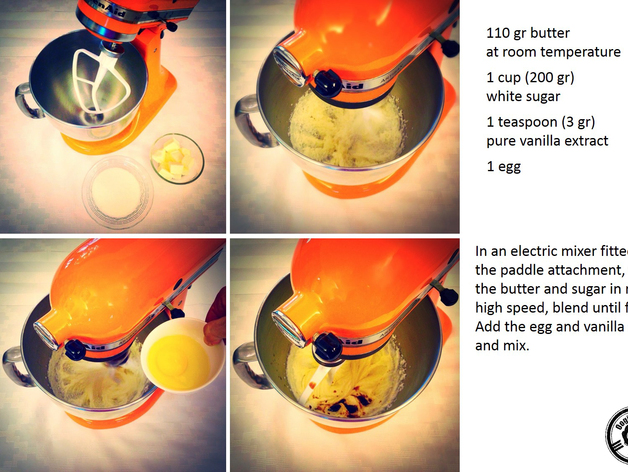 110 gr butter
at room temperature
1 cup (200 gr)
white sugar
1 teaspoon (3 gr)
pure vanilla extract
1 egg
In an electric mixer fitted
the paddle attachment,
the butter and sugar in
high speed, blend until
Add the egg and vanilla
and mix.